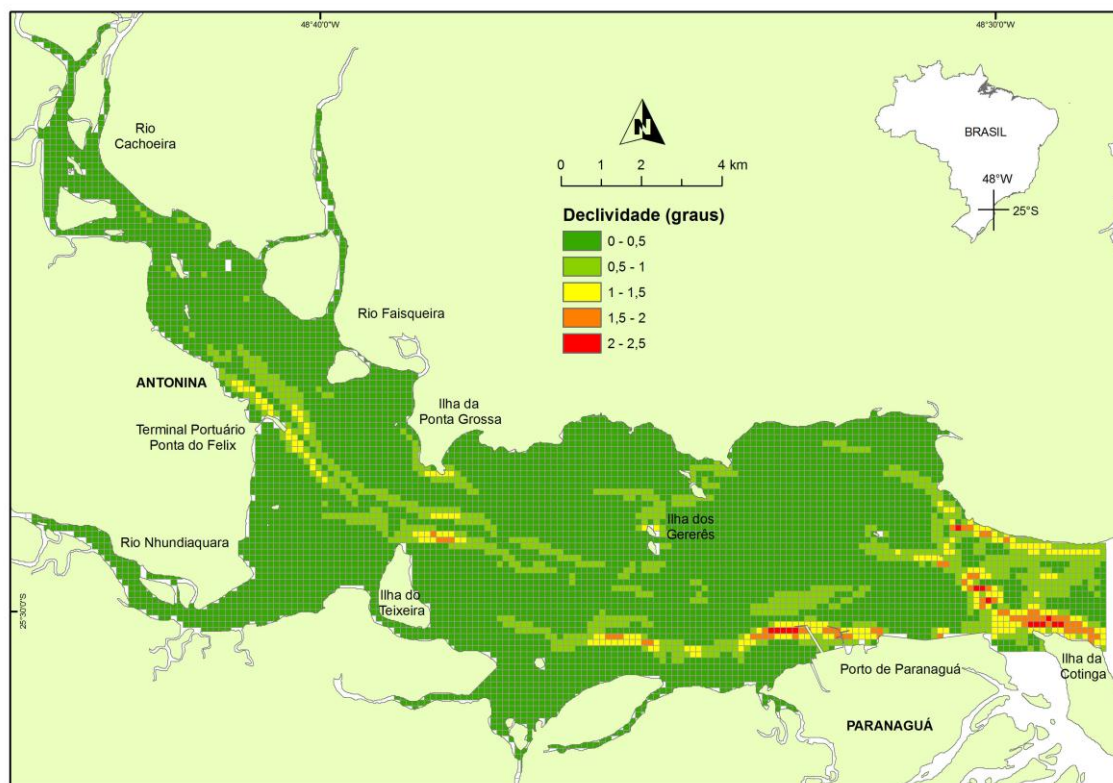 48°40'0"W
48°30'0"W
Rio
Cachoeira
N
BRASIL
0 1 2 4 km
48°W
25°S
Declividade (graus)
0 - 0,5
0,5 - 1
1 - 1,5
1,5 - 2
2 - 2,5
Rio Faisqueira
ANTONINA
Ilha da
Ponta Grossa
Terminal Portuário
Ponta do Felix
Ilha dos
Gererês
Rio Nhundiaquara
Ilha do
Teixeira
25°30'0"S
Porto de Paranaguá
Ilha da
Cotinga
PARANAGUÁ